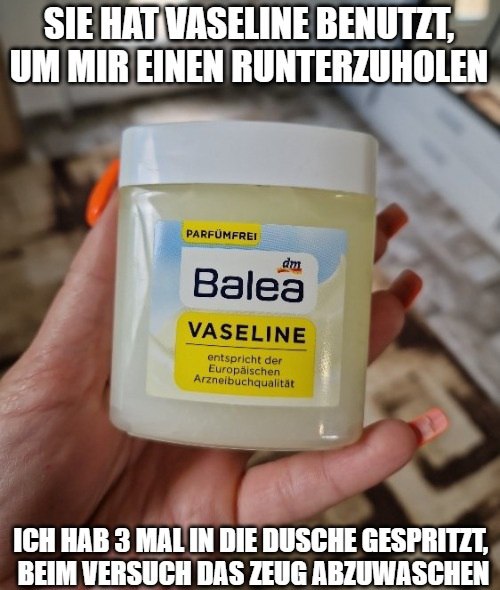 SIE HAT VASELINE BENUTZT,
UM MIR EINEN RUNTERZUHOLEN
PARFÜMFREI
dm
Balea
VASELINE
entspricht der
Europäischen
Arzneibuchqualität
ICH HAB 3 MAL IN DIE DUSCHE GESPRITZT,
BEIM VERSUCH DAS ZEUG ABZUWASCHEN